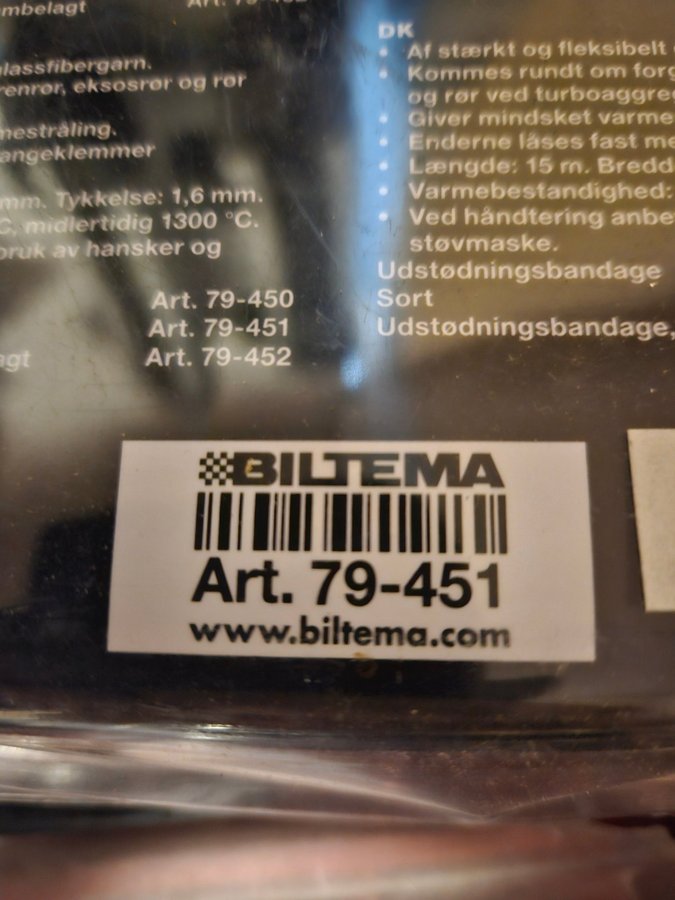 Art. 79-452
lassfibergarn.
renrør, eksosrør og rør
mestråling.
angeklemmer
mm. Tykkelse: 1,6 mm.
C, midlertidig 1300 °C.
bruk av hansker og
Art. 79-450
Art. 79-451
agt Art. 79-452
DK
• Af stærkt og fleksibelt
• Kommes rundt om forg
og rør ved turboaggre
• Giver mindsket varme
• Enderne låses fast me
• Længde: 15 m. Bredd
• Varmebestandighed:
• Ved håndtering anbe
støvmaske.
Udstødningsbandage
Sort
Udstødningsbandage,
BILTEMA
Art. 79-451
www.biltema.com